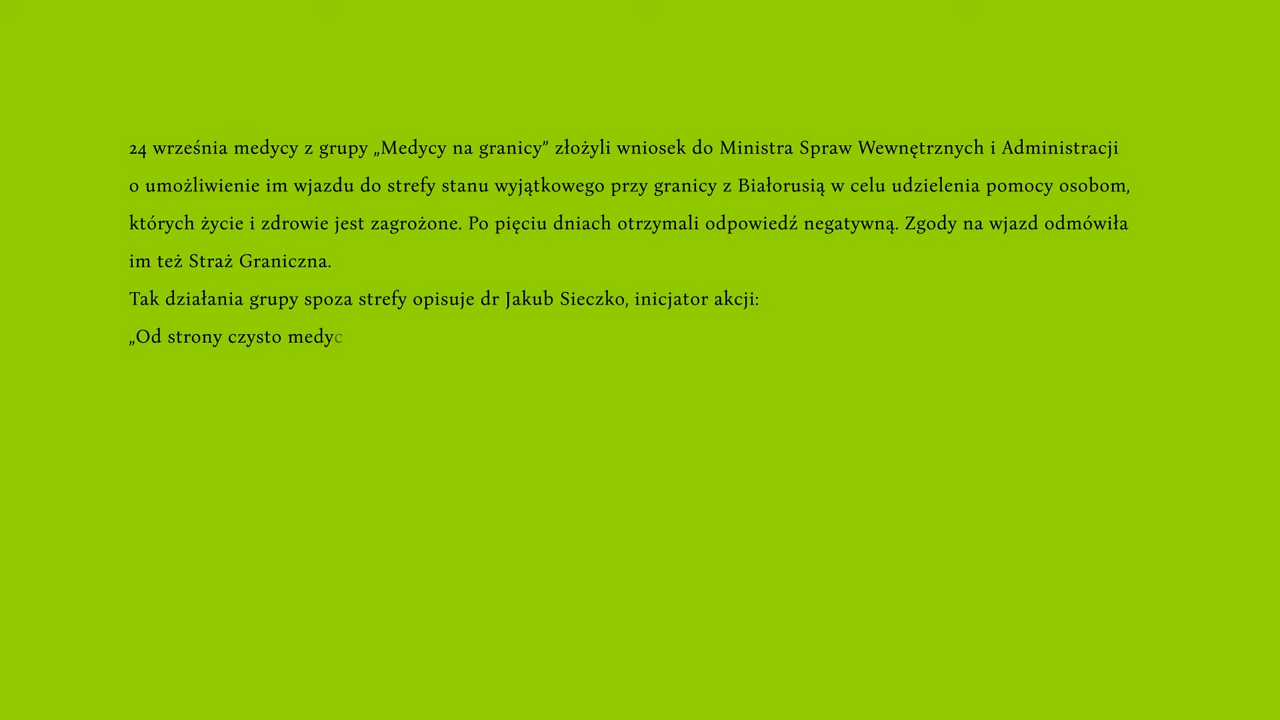 24 września medycy z grupy „Medycy na granicy” złożyli wniosek do Ministra Spraw Wewnętrznych i Administracji
o umożliwienie im wjazdu do strefy stanu wyjątkowego przy granicy z Białorusią w celu udzielenia pomocy osobom,
których życie i zdrowie jest zagrożone. Po pięciu dniach otrzymali odpowiedź negatywną. Zgody na wjazd odmówiła
im też Straż Graniczna.
Tak działania grupy spoza strefy opisuje dr Jakub Sieczko, inicjator akcji:
„Od strony czysto medyc